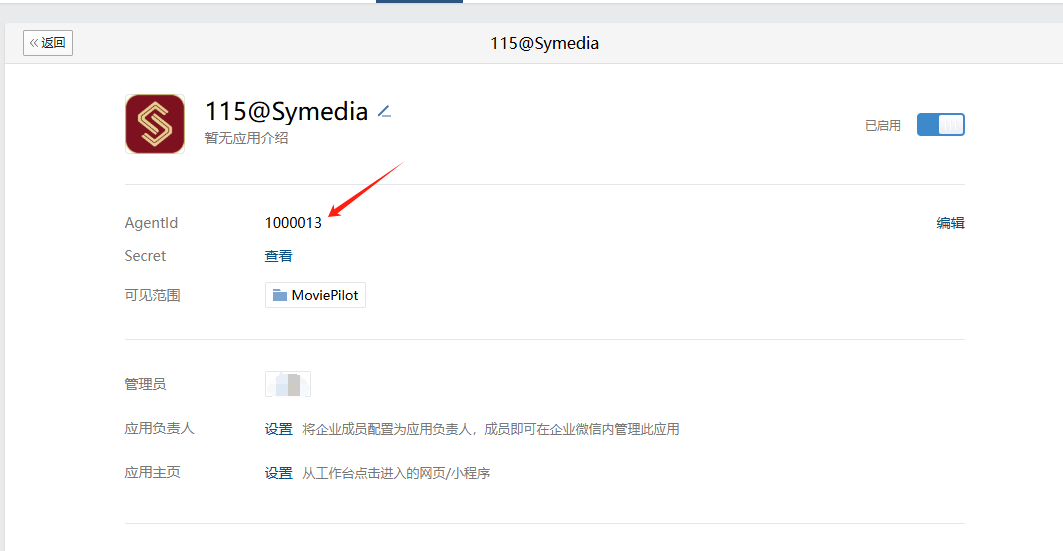 返回
115@Symedia
115@Symedia
暂无应用介绍
已启用
AgentId 1000013 编辑
Secret 查看
可见范围 MoviePilot
管理员
应用负责人 设置 将企业成员配置为应用负责人，成员即可在企业微信内管理此应用
应用主页 设置 从工作台点击进入的网页/小程序